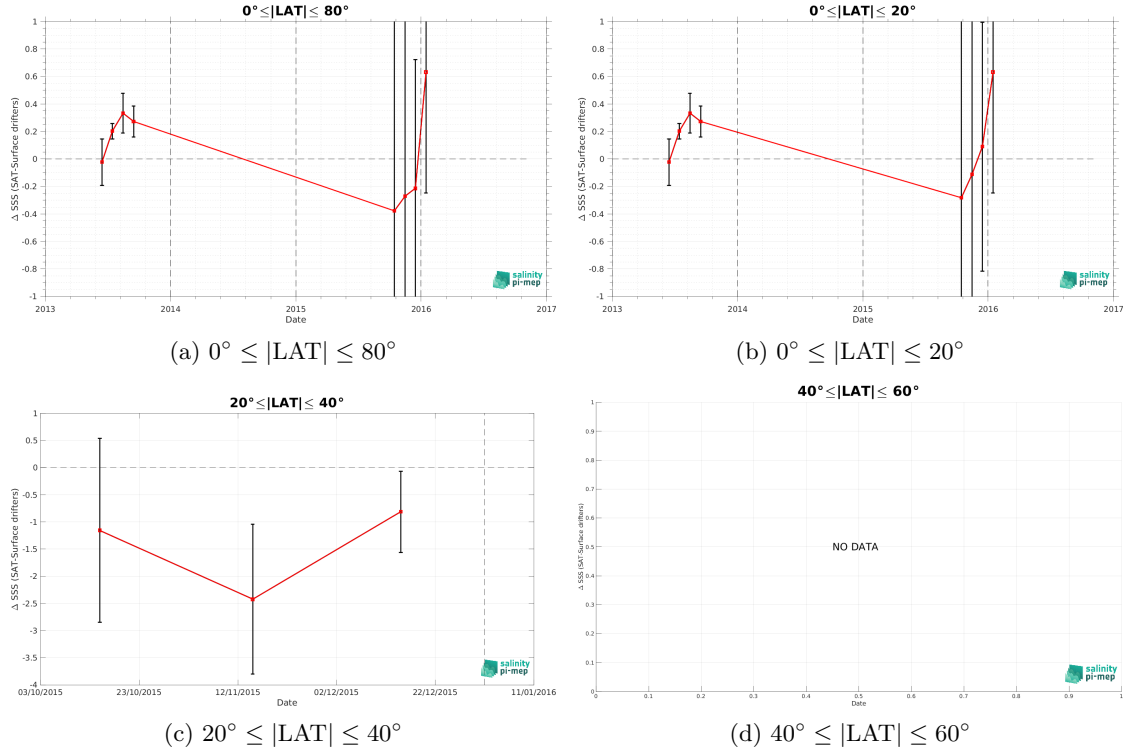 0°≤|LAT|≤ 80°
1
0.8
0.6
0.4
0.2
0
-0.2
-0.4
-0.6
-0.8
-1
Δ SSS (SAT-Surface drifters)
2013
2014
2015
2016
2017
Date
salinity
pi-mep
(a) 0° ≤ |LAT| ≤ 80°
0°≤|LAT|≤ 20°
1
0.8
0.6
0.4
0.2
0
-0.2
-0.4
-0.6
-0.8
-1
Δ SSS (SAT-Surface drifters)
2013
2014
2015
2016
2017
Date
salinity
pi-mep
(b) 0° ≤ |LAT| ≤ 20°
20°≤|LAT|≤ 40°
1
0.5
0
-0.5
-1
-1.5
-2
-2.5
-3
-3.5
-4
Δ SSS (SAT-Surface drifters)
03/10/2015
23/10/2015
12/11/2015
02/12/2015
22/12/2015
11/01/2016
Date
salinity
pi-mep
(c) 20° ≤ |LAT| ≤ 40°
40°≤|LAT|≤ 60°
1
0.9
0.8
0.7
0.6
0.5
0.4
0.3
0.2
0.1
0
Δ SSS (SAT-Surface drifters)
NO DATA
0
0.1
0.2
0.3
0.4
0.5
0.6
0.7
0.8
0.9
1
Date
salinity
pi-mep
(d) 40° ≤ |LAT| ≤ 60°